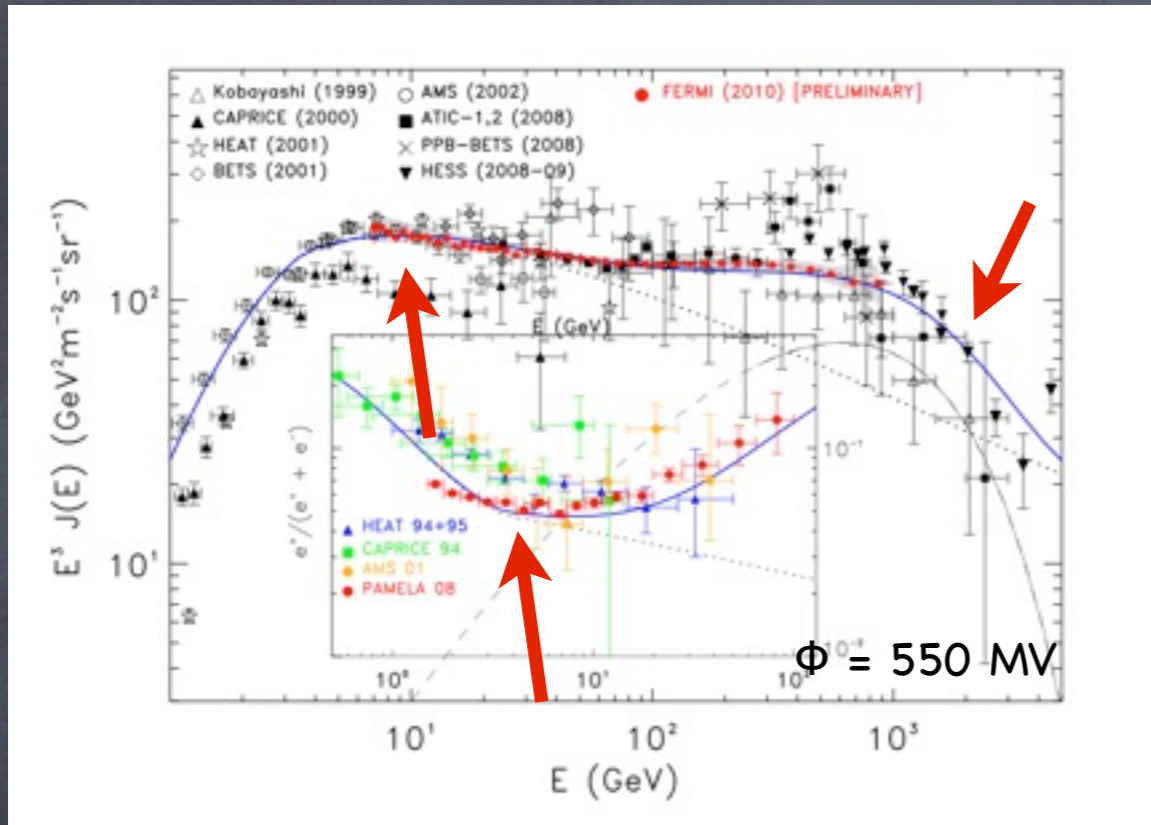 Kobayashi (1999)
CAPRICE (2000)
HEAT (2001)
BETS (2001)
AMS (2002)
ATIC-1,2 (2008)
PPB-BETS (2008)
HESS (2008-09)
FERMI (2010) [PRELIMINARY]
E³ J(E) (GeV²m⁻²s⁻¹sr⁻¹)
10²
10¹
E (GeV)
e⁺/(e⁺ + e⁻)
HEAT 94+95
CAPRICE 94
AMS 01
PAMELA 08
10⁻¹
10⁻²
10⁰ 10¹
Φ = 550 MV
10¹ 10² 10³
E (GeV)